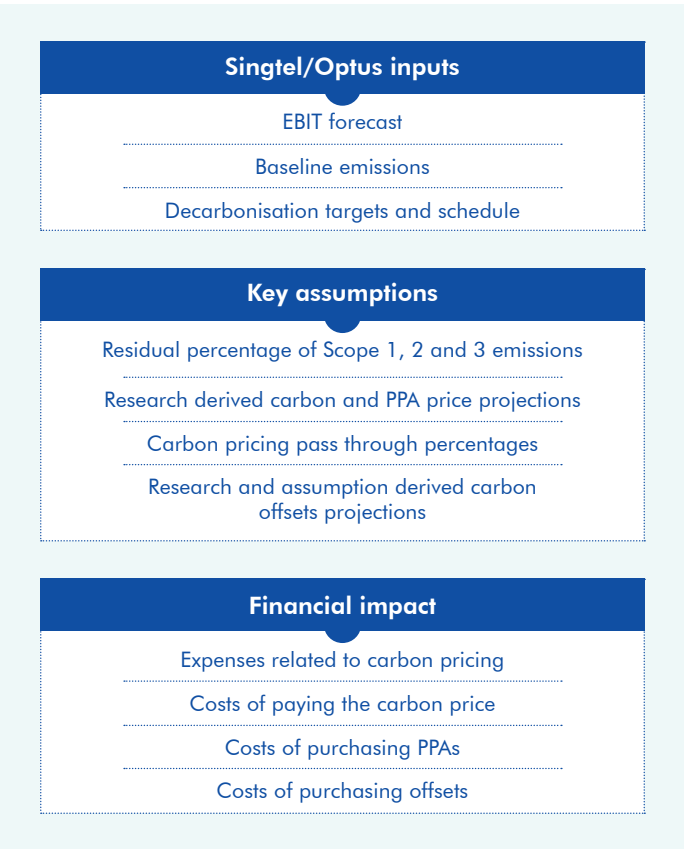 Singtel/Optus inputs
EBIT forecast
Baseline emissions
Decarbonisation targets and schedule
Key assumptions
Residual percentage of Scope 1, 2 and 3 emissions
Research derived carbon and PPA price projections
Carbon pricing pass through percentages
Research and assumption derived carbon
offsets projections
Financial impact
Expenses related to carbon pricing
Costs of paying the carbon price
Costs of purchasing PPAs
Costs of purchasing offsets